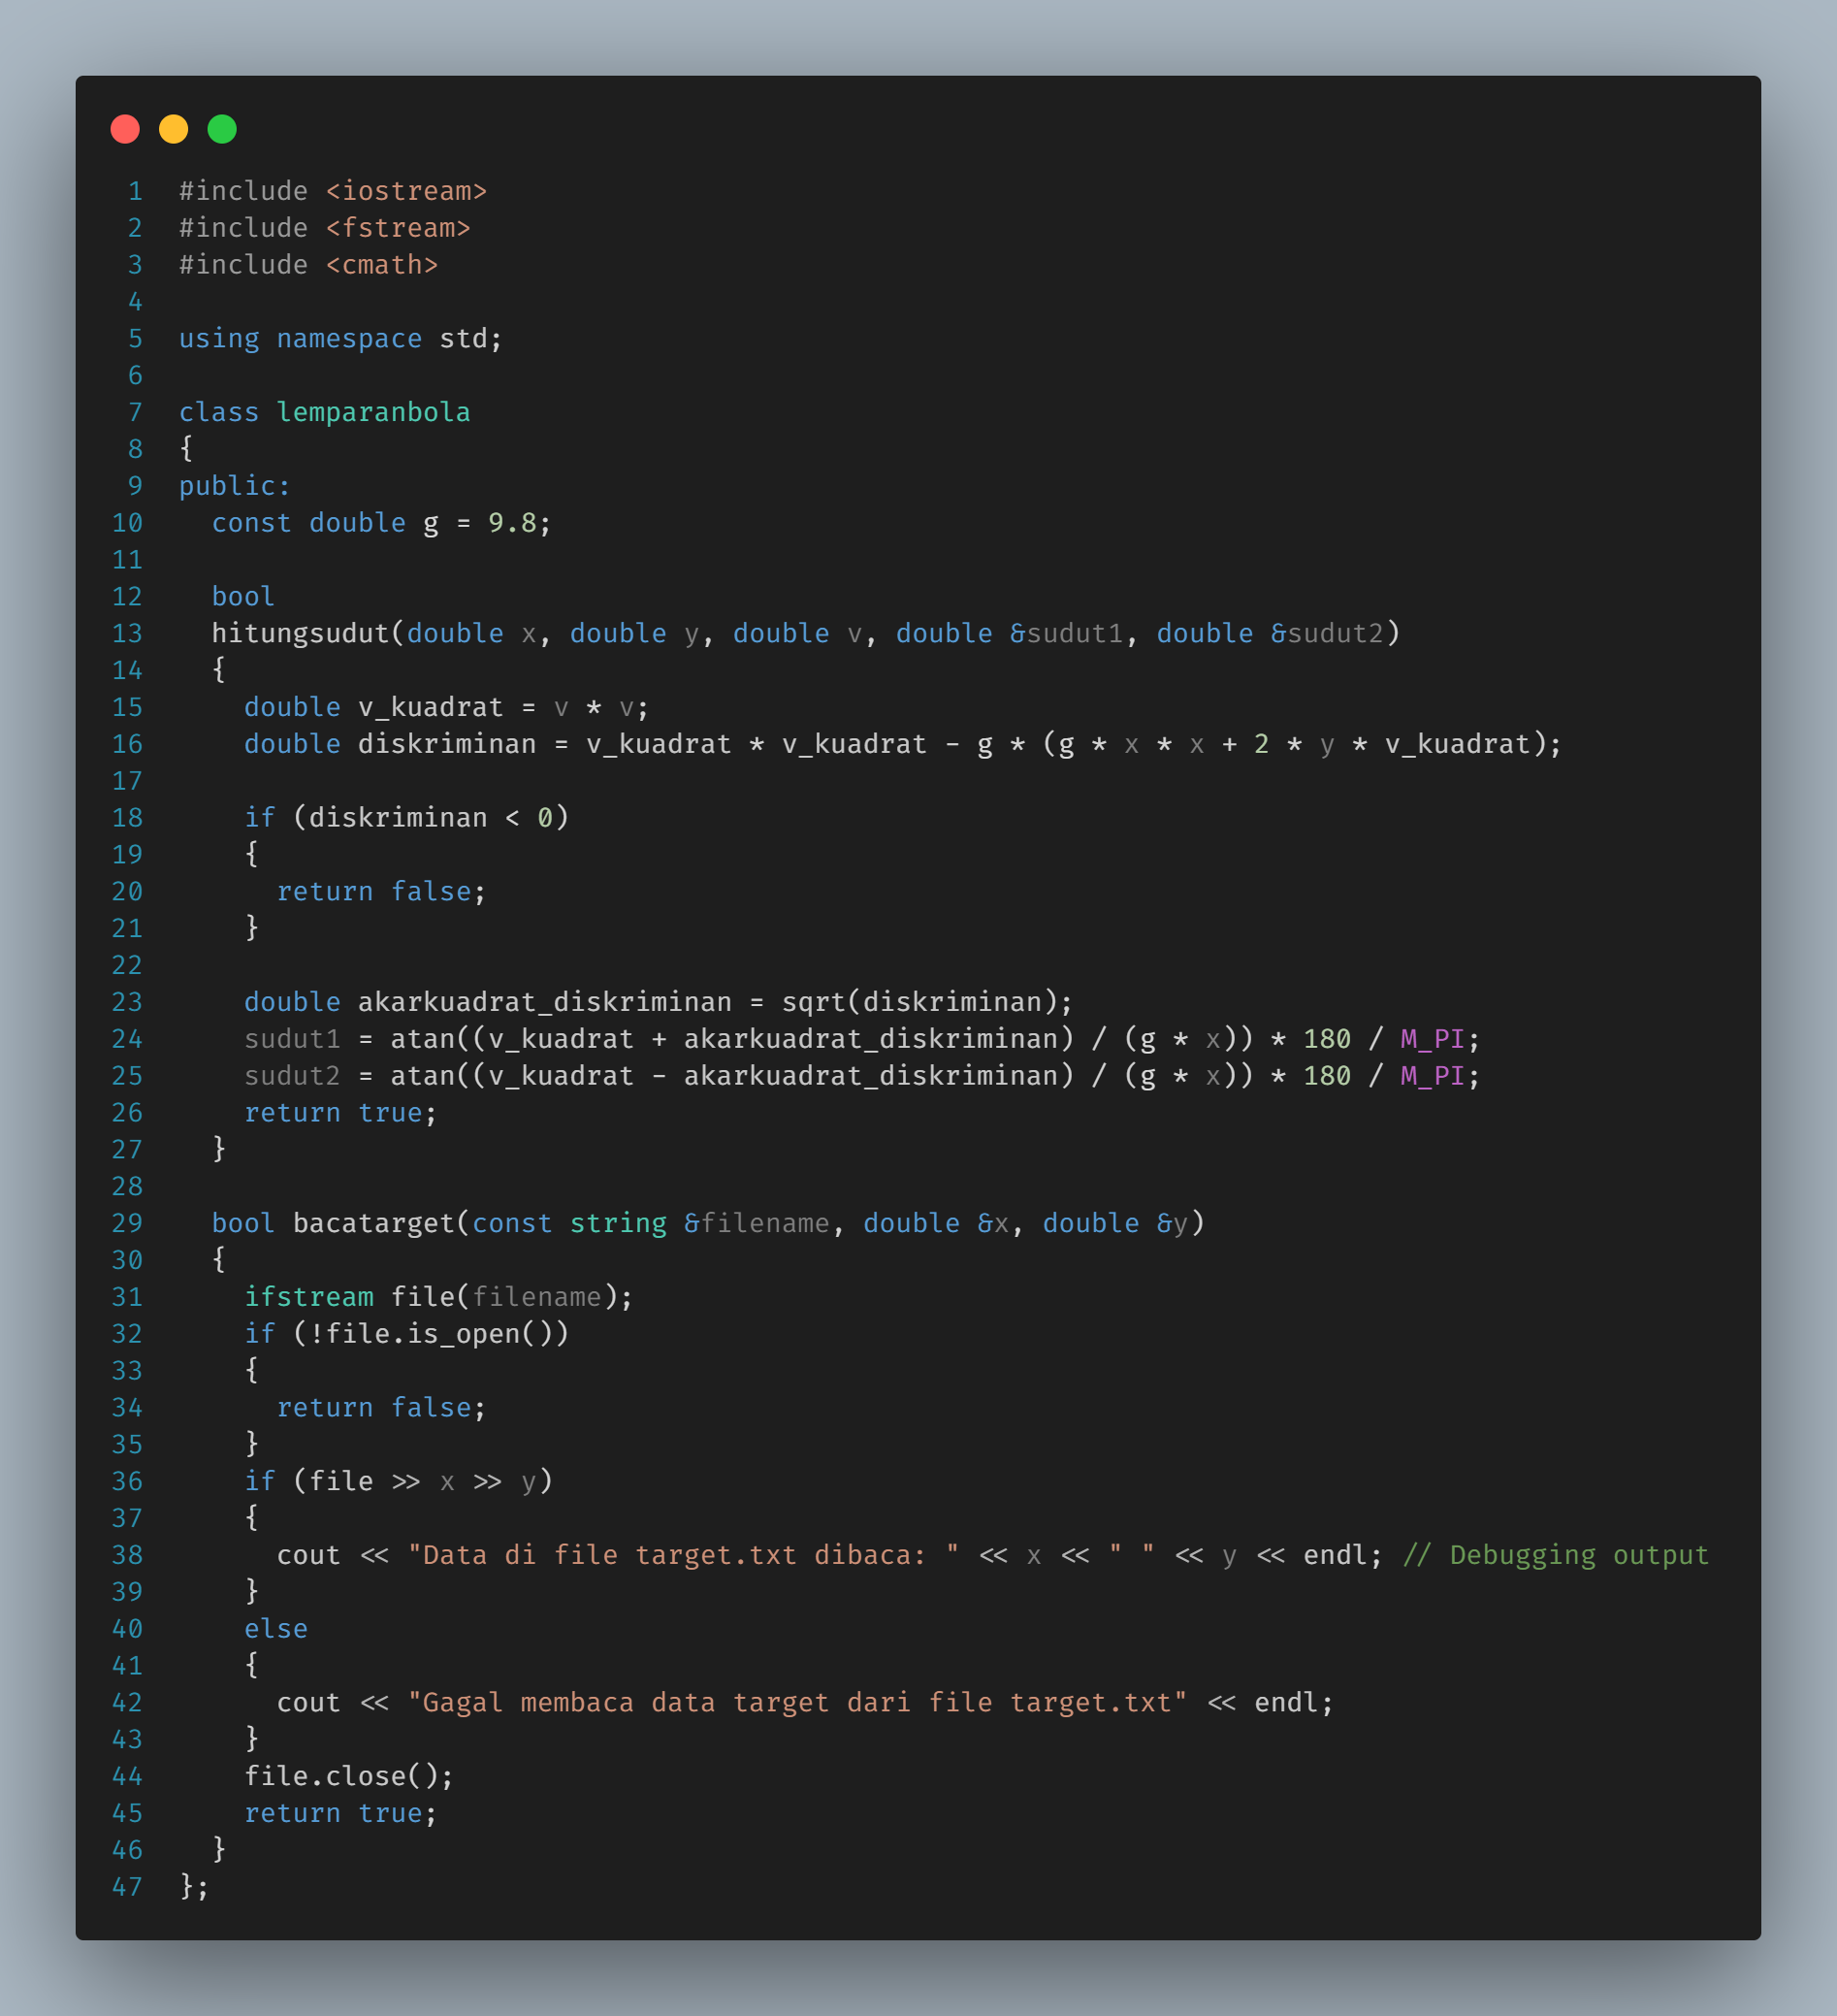 1 #include <iostream>
2 #include <fstream>
3 #include <cmath>
4
5 using namespace std;
6
7 class lemparanbola
8 {
9 public:
10   const double g = 9.8;
11
12   bool
13   hitungsudut(double x, double y, double v, double &sudut1, double &sudut2)
14   {
15     double v_kuadrat = v * v;
16     double diskriminan = v_kuadrat * v_kuadrat - g * (g * x * x + 2 * y * v_kuadrat);
17
18     if (diskriminan < 0)
19     {
20       return false;
21     }
22
23     double akarkuadrat_diskriminan = sqrt(diskriminan);
24     sudut1 = atan((v_kuadrat + akarkuadrat_diskriminan) / (g * x)) * 180 / M_PI;
25     sudut2 = atan((v_kuadrat - akarkuadrat_diskriminan) / (g * x)) * 180 / M_PI;
26     return true;
27   }
28
29   bool bacatarget(const string &filename, double &x, double &y)
30   {
31     ifstream file(filename);
32     if (!file.is_open())
33     {
34       return false;
35     }
36     if (file >> x >> y)
37     {
38       cout << "Data di file target.txt dibaca: " << x << " " << y << endl; // Debugging output
39     }
40     else
41     {
42       cout << "Gagal membaca data target dari file target.txt" << endl;
43     }
44     file.close();
45     return true;
46   }
47 };